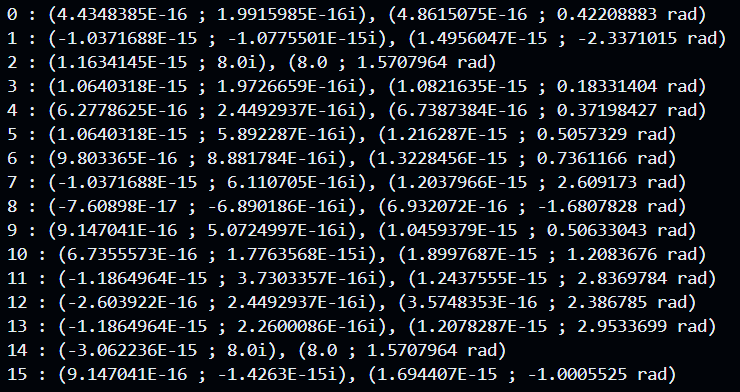 0 : (4.4348385E-16 ; 1.9915985E-16i), (4.8615075E-16 ; 0.42208883 rad)
1 : (-1.0371688E-15 ; -1.0775501E-15i), (1.4956047E-15 ; -2.3371015 rad)
2 : (1.1634145E-15 ; 8.0i), (8.0 ; 1.5707964 rad)
3 : (1.0640318E-15 ; 1.9726659E-16i), (1.0821635E-15 ; 0.18331404 rad)
4 : (6.2778625E-16 ; 2.4492937E-16i), (6.7387384E-16 ; 0.37198427 rad)
5 : (1.0640318E-15 ; 5.892287E-16i), (1.216287E-15 ; 0.5057329 rad)
6 : (9.803365E-16 ; 8.881784E-16i), (1.3228456E-15 ; 0.7361166 rad)
7 : (-1.0371688E-15 ; 6.110705E-16i), (1.2037966E-15 ; 2.609173 rad)
8 : (-7.60898E-17 ; -6.890186E-16i), (6.932072E-16 ; -1.6807828 rad)
9 : (9.147041E-16 ; 5.0724997E-16i), (1.0459379E-15 ; 0.50633043 rad)
10 : (6.7355573E-16 ; 1.7763568E-15i), (1.8997687E-15 ; 1.2083676 rad)
11 : (-1.1864964E-15 ; 3.7303357E-16i), (1.2437555E-15 ; 2.8369784 rad)
12 : (-2.603922E-16 ; 2.4492937E-16i), (3.5748353E-16 ; 2.386785 rad)
13 : (-1.1864964E-15 ; 2.2600086E-16i), (1.2078287E-15 ; 2.9533699 rad)
14 : (-3.062236E-15 ; 8.0i), (8.0 ; 1.5707964 rad)
15 : (9.147041E-16 ; -1.4263E-15i), (1.694407E-15 ; -1.0005525 rad)